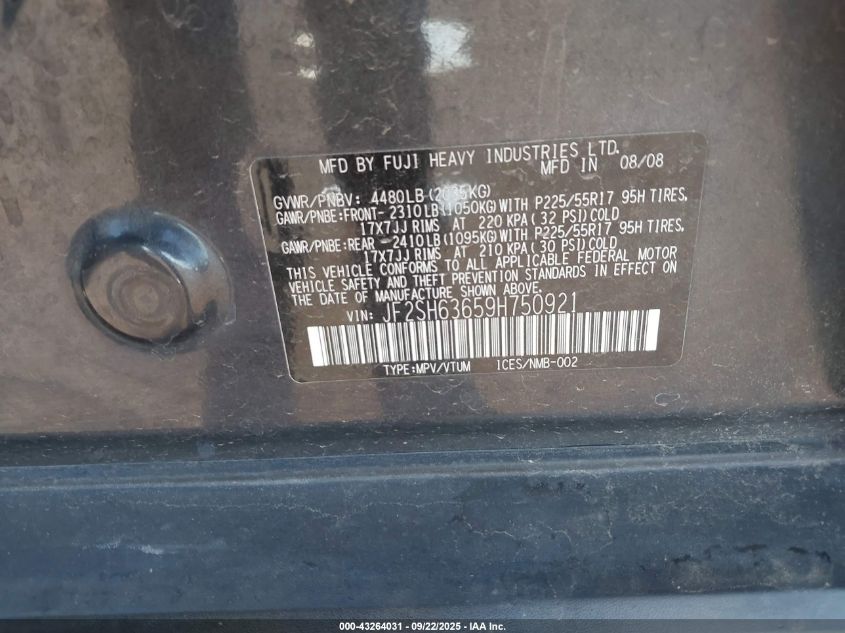 MFD BY FUJI HEAVY INDUSTRIES LTD.
MFD IN 08/08
GVWR/PNBV: 4480LB(2035KG)
GAWR/PNBE:FRONT- 2310LB(1050KG)WITH P225/55R17 95H TIRES,
17X7JJ RIMS AT 220 KPA(32 PSI)COLD
GAWR/PNBE:REAR -2410LB(1095KG)WITH P225/55R17 95H TIRES,
17X7JJ RIMS AT 210 KPA(30 PSI)COLD
THIS VEHICLE CONFORMS TO ALL APPLICABLE FEDERAL MOTOR
VEHICLE SAFETY AND THEFT PREVENTION STANDARDS IN EFFECT ON
THE DATE OF MANUFACTURE SHOWN ABOVE.
VIN: JF2SH63659H750921
TYPE:MPV/VTUM ICES/NMB-002
000-43264031 - 09/22/2025 - IAA Inc.